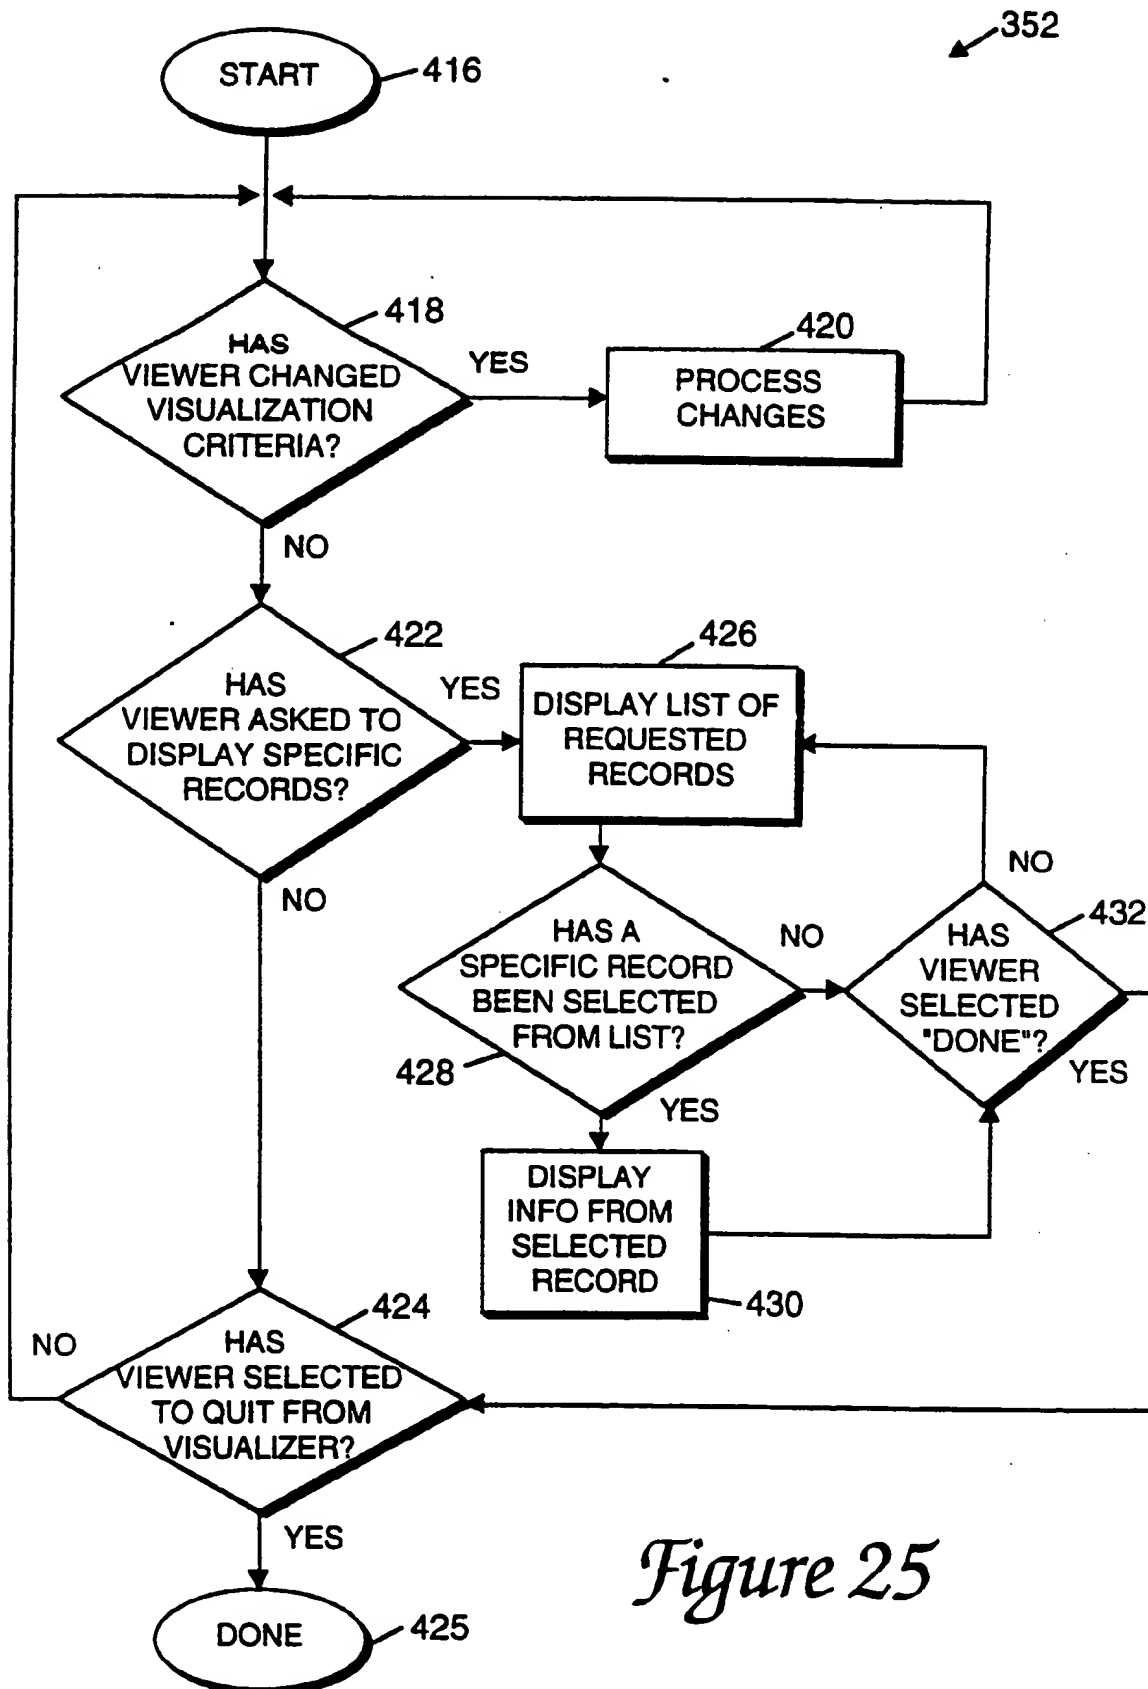 352
START
416
418
HAS
VIEWER CHANGED
VISUALIZATION
CRITERIA?
YES
420
PROCESS
CHANGES
NO
422
HAS
VIEWER ASKED TO
DISPLAY SPECIFIC
RECORDS?
YES
426
DISPLAY LIST OF
REQUESTED
RECORDS
NO
NO
432
HAS
VIEWER
SELECTED
"DONE"?
YES
HAS A
SPECIFIC RECORD
BEEN SELECTED
FROM LIST?
NO
428
YES
DISPLAY
INFO FROM
SELECTED
RECORD
430
424
NO
HAS
VIEWER SELECTED
TO QUIT FROM
VISUALIZER?
YES
DONE
425
Figure 25